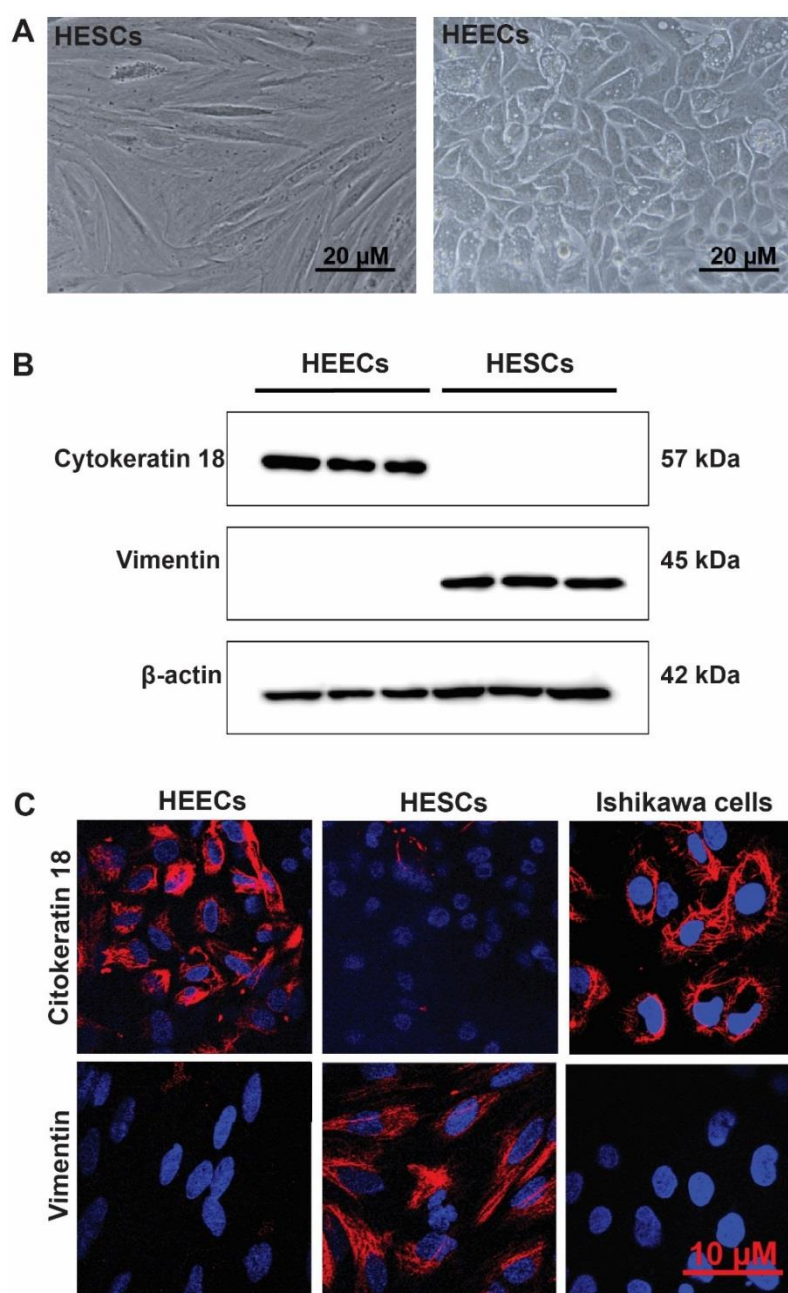 A
HESCs
HEECs
20 µM
20 µM
B
HEECs
HESCs
Cytokeratin 18
57 kDa
Vimentin
45 kDa
β-actin
42 kDa
C
HEECs
HESCs
Ishikawa cells
Citokeratin 18
Vimentin
10 µM